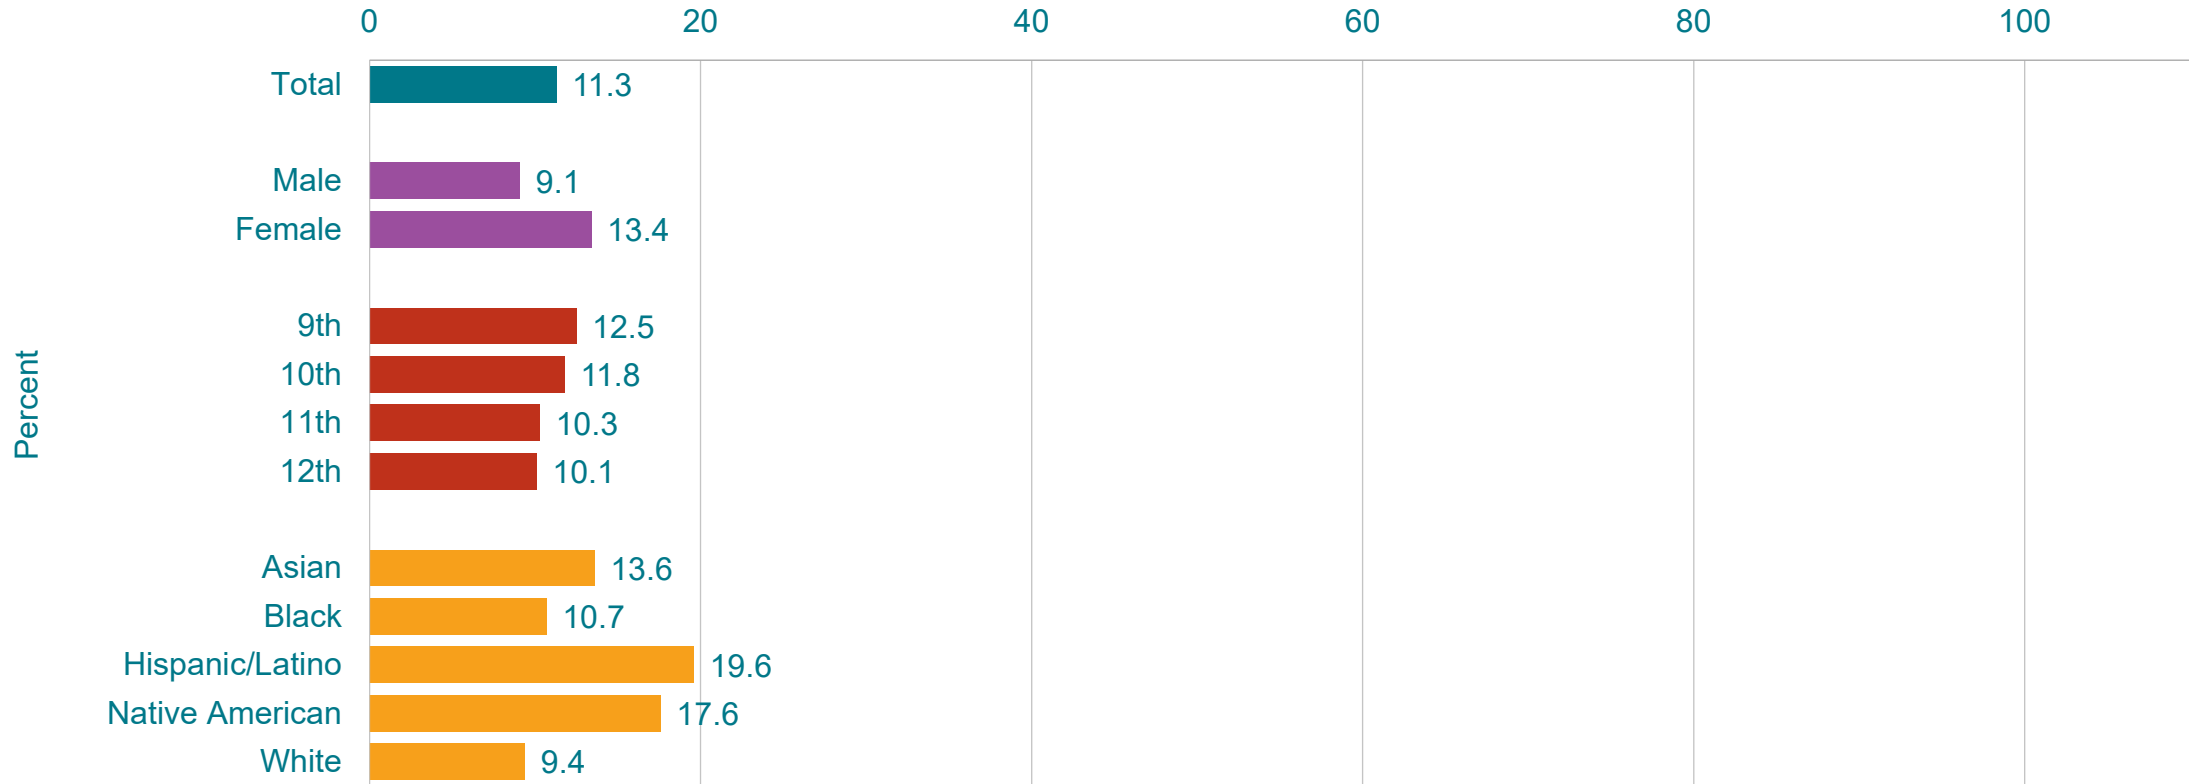 0 20 40 60 80 100
Total 11.3
Male 9.1
Female 13.4
9th 12.5
10th 11.8
11th 10.3
12th 10.1
Asian 13.6
Black 10.7
Hispanic/Latino 19.6
Native American 17.6
White 9.4
Percent